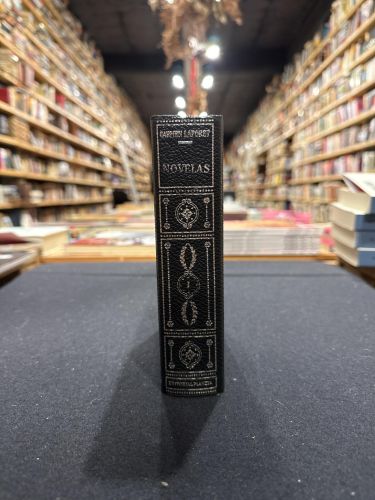 CARMEN LAFORET
NOVELAS
I
EDITORIAL PLANETA